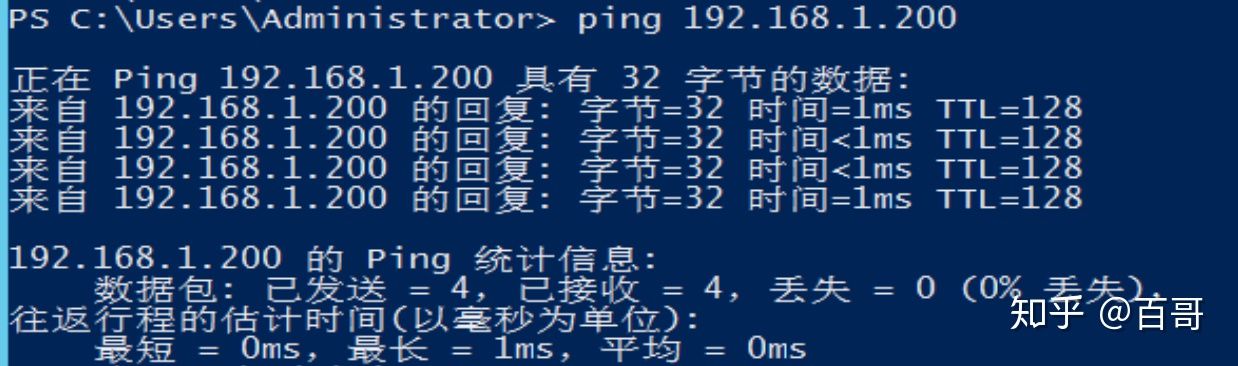 PS C:\Users\Administrator> ping 192.168.1.200
正在 Ping 192.168.1.200 具有 32 字节的数据:
来自 192.168.1.200 的回复: 字节=32 时间=1ms TTL=128
来自 192.168.1.200 的回复: 字节=32 时间<1ms TTL=128
来自 192.168.1.200 的回复: 字节=32 时间<1ms TTL=128
来自 192.168.1.200 的回复: 字节=32 时间=1ms TTL=128
192.168.1.200 的 Ping 统计信息:
数据包: 已发送 = 4, 已接收 = 4, 丢失 = 0 (0% 丢失),
往返行程的估计时间(以毫秒为单位):
最短 = 0ms, 最长 = 1ms, 平均 = 0ms
知乎 @百哥